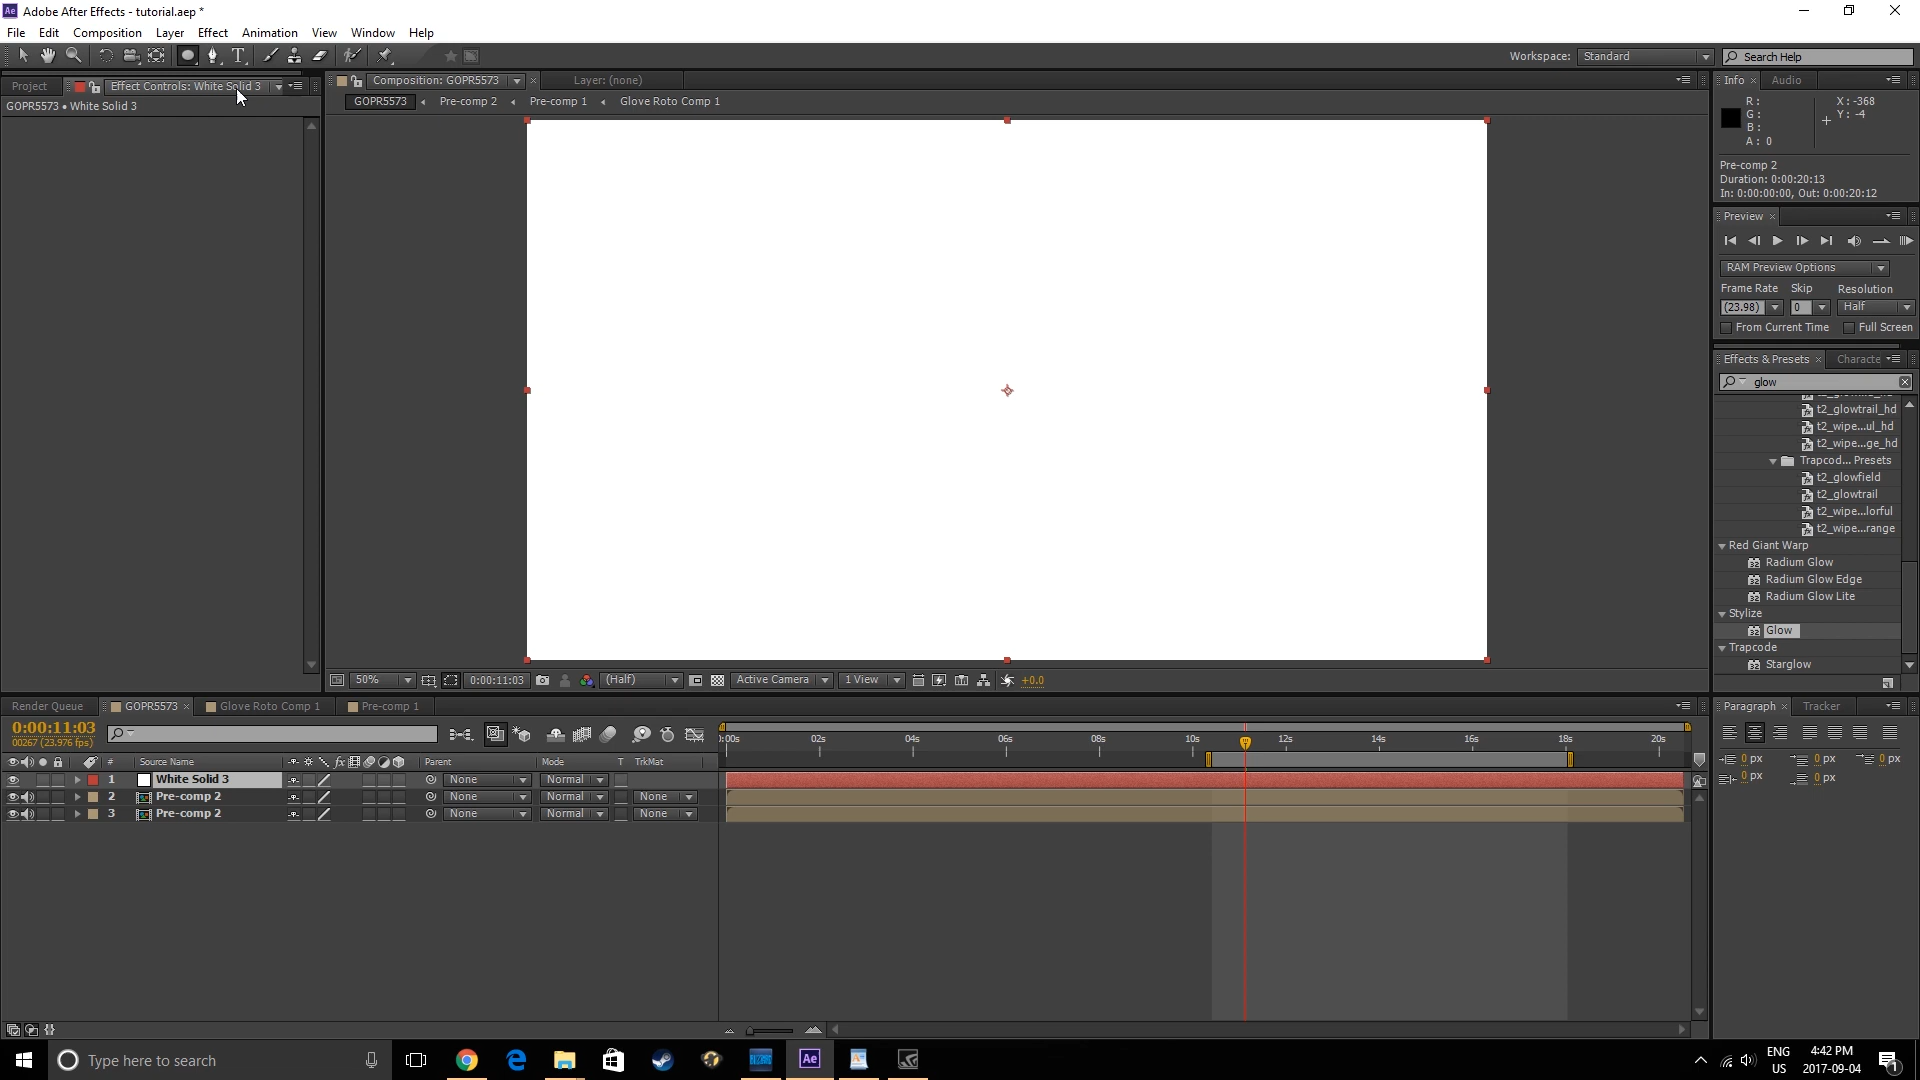 Adobe After Effects - tutorial.aep *
File Edit Composition Layer Effect Animation View Window Help
Workspace: Standard Search Help
Project Effect Controls: White Solid 3
GOPR5573 • White Solid 3
Composition: GOPR5573 Layer: (none)
GOPR5573 Pre-comp 2 Pre-comp 1 Glove Roto Comp 1
Info Audio
R: X: -368
G: Y: -4
B:
A: 0
Pre-comp 2
Duration: 0:00:20:13
In: 0:00:00:00, Out: 0:00:20:12
Preview
RAM Preview Options
Frame Rate Skip Resolution
(23.98) 0 Half
From Current Time Full Screen
Effects & Presets Characte
glow
t2_glowtrail_hd
t2_wipe...ul_hd
t2_wipe...ge_hd
Trapcod... Presets
t2_glowfield
t2_glowtrail
t2_wipe...lorful
t2_wipe...range
Red Giant Warp
Radium Glow
Radium Glow Edge
Radium Glow Lite
Stylize
Glow
Trapcode
Starglow
50% 0:00:11:03 (Half) Active Camera 1 View +0.0
Render Queue GOPR5573 Glove Roto Comp 1 Pre-comp 1
0:00:11:03
00267 (23.976 fps)
# Source Name Parent Mode T TrkMat
1 White Solid 3 None Normal
2 Pre-comp 2 None Normal None
3 Pre-comp 2 None Normal None
:00s 02s 04s 06s 08s 10s 12s 14s 16s 18s 20s
Paragraph Tracker
0 px 0 px 0 px
0 px 0 px
Type here to search
Ae
ENG
US
4:42 PM
2017-09-04
1